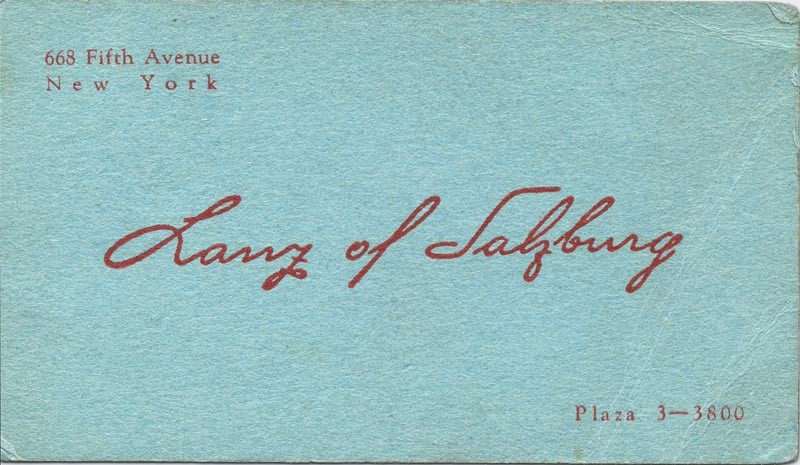 668 Fifth Avenue
New York
Lanz of Salzburg
Plaza 3—3800